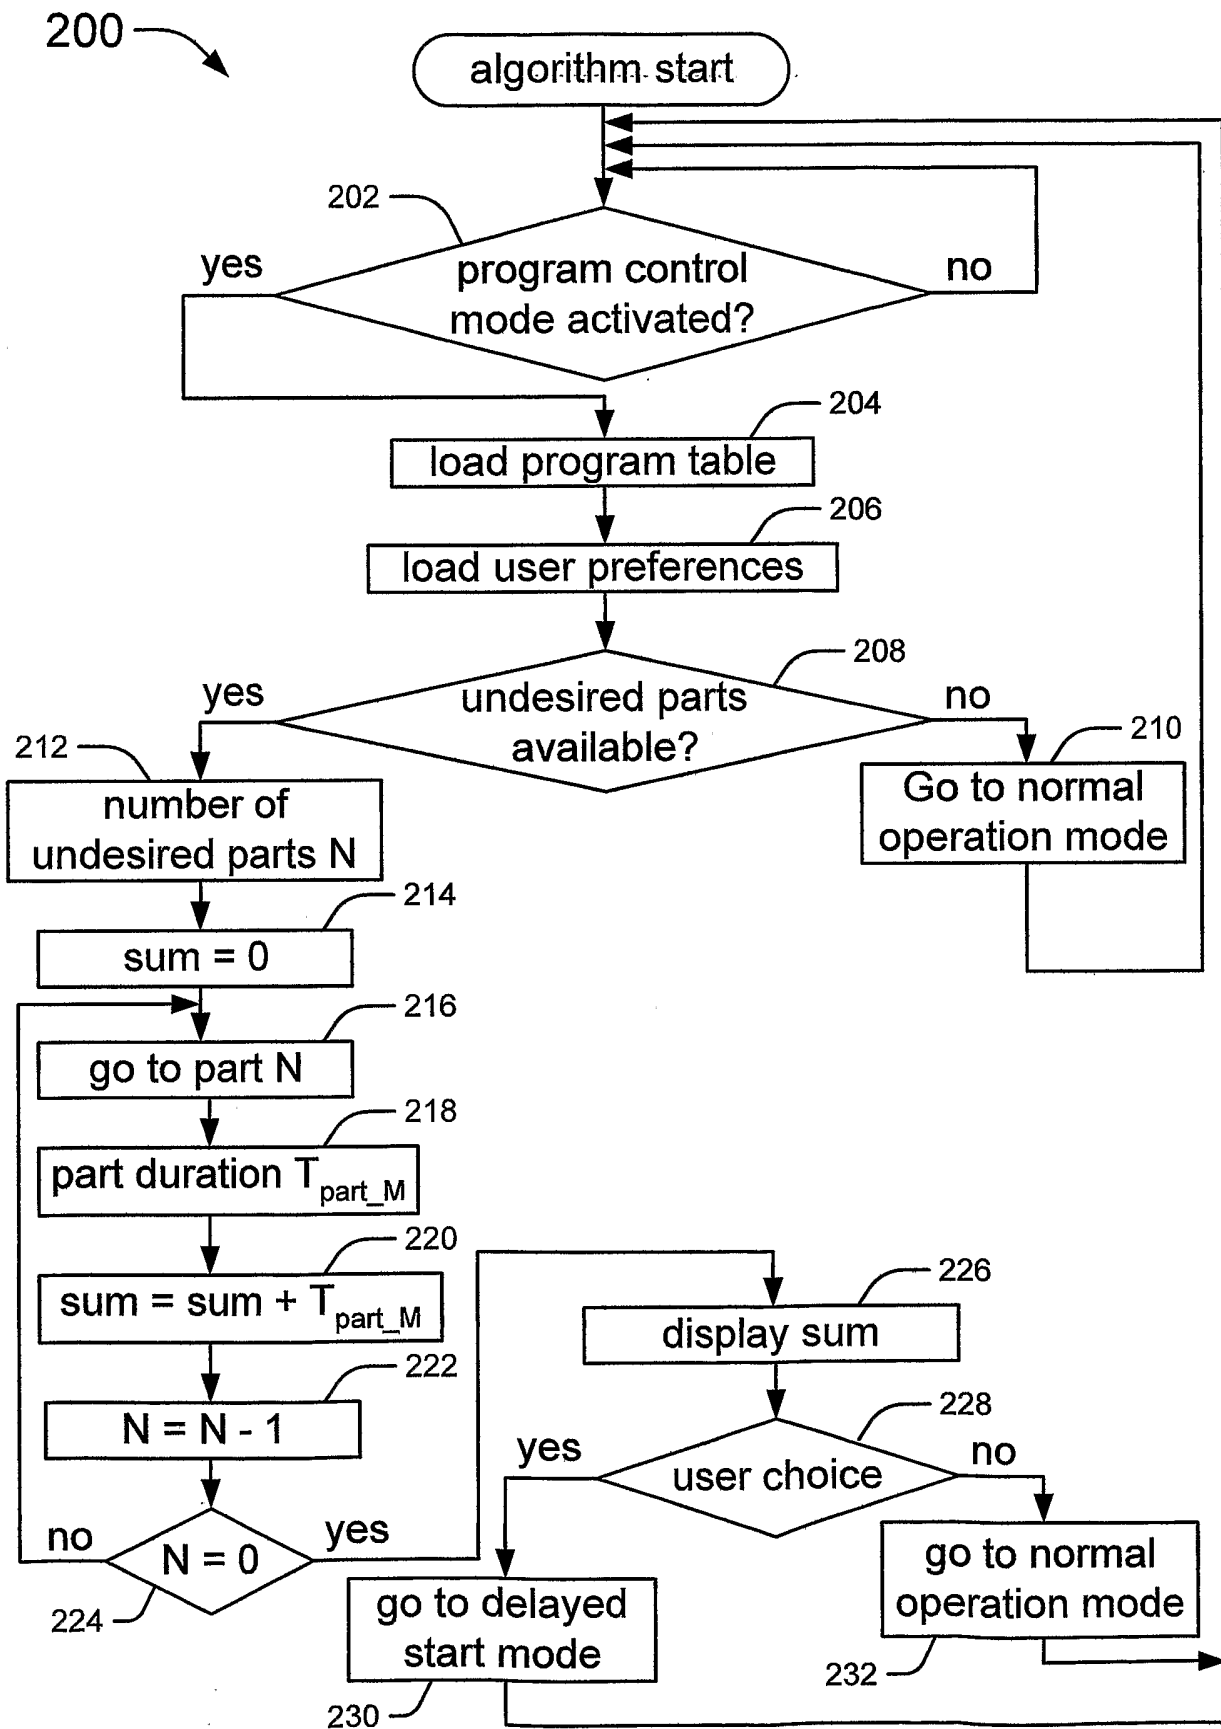 200
algorithm start
202
yes
program control
mode activated?
no
204
load program table
206
load user preferences
208
yes
undesired parts
available?
no
212
210
number of
undesired parts N
Go to normal
operation mode
214
sum = 0
216
go to part N
218
part duration T part_M
220
sum = sum + T part_M
226
display sum
222
N = N - 1
228
yes
user choice
no
no
N = 0
yes
224
go to delayed
start mode
go to normal
operation mode
232
230